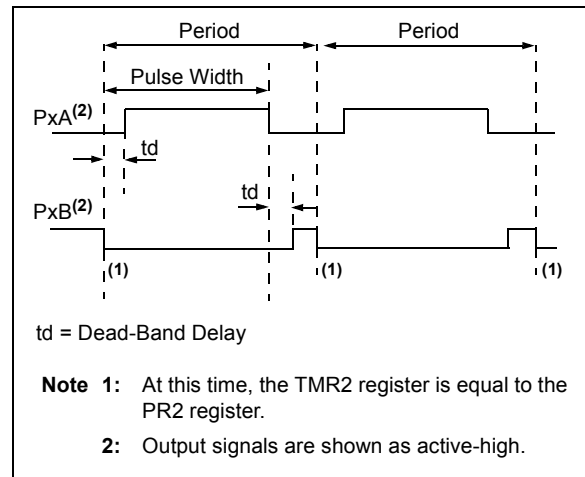 Period Period
Pulse Width
PxA(2)
td
td
PxB(2)
(1) (1) (1)
td = Dead-Band Delay
Note 1: At this time, the TMR2 register is equal to the
PR2 register.
2: Output signals are shown as active-high.